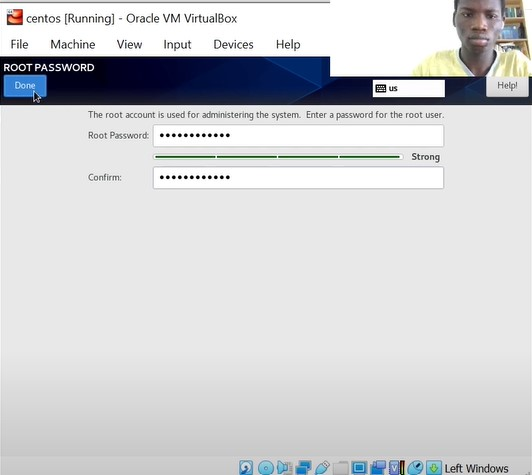 centos [Running] - Oracle VM VirtualBox
File Machine View Input Devices Help
ROOT PASSWORD
Done
us
Help!
The root account is used for administering the system. Enter a password for the root user.
Root Password: ••••••••••••
Strong
Confirm: ••••••••••••
Left Windows